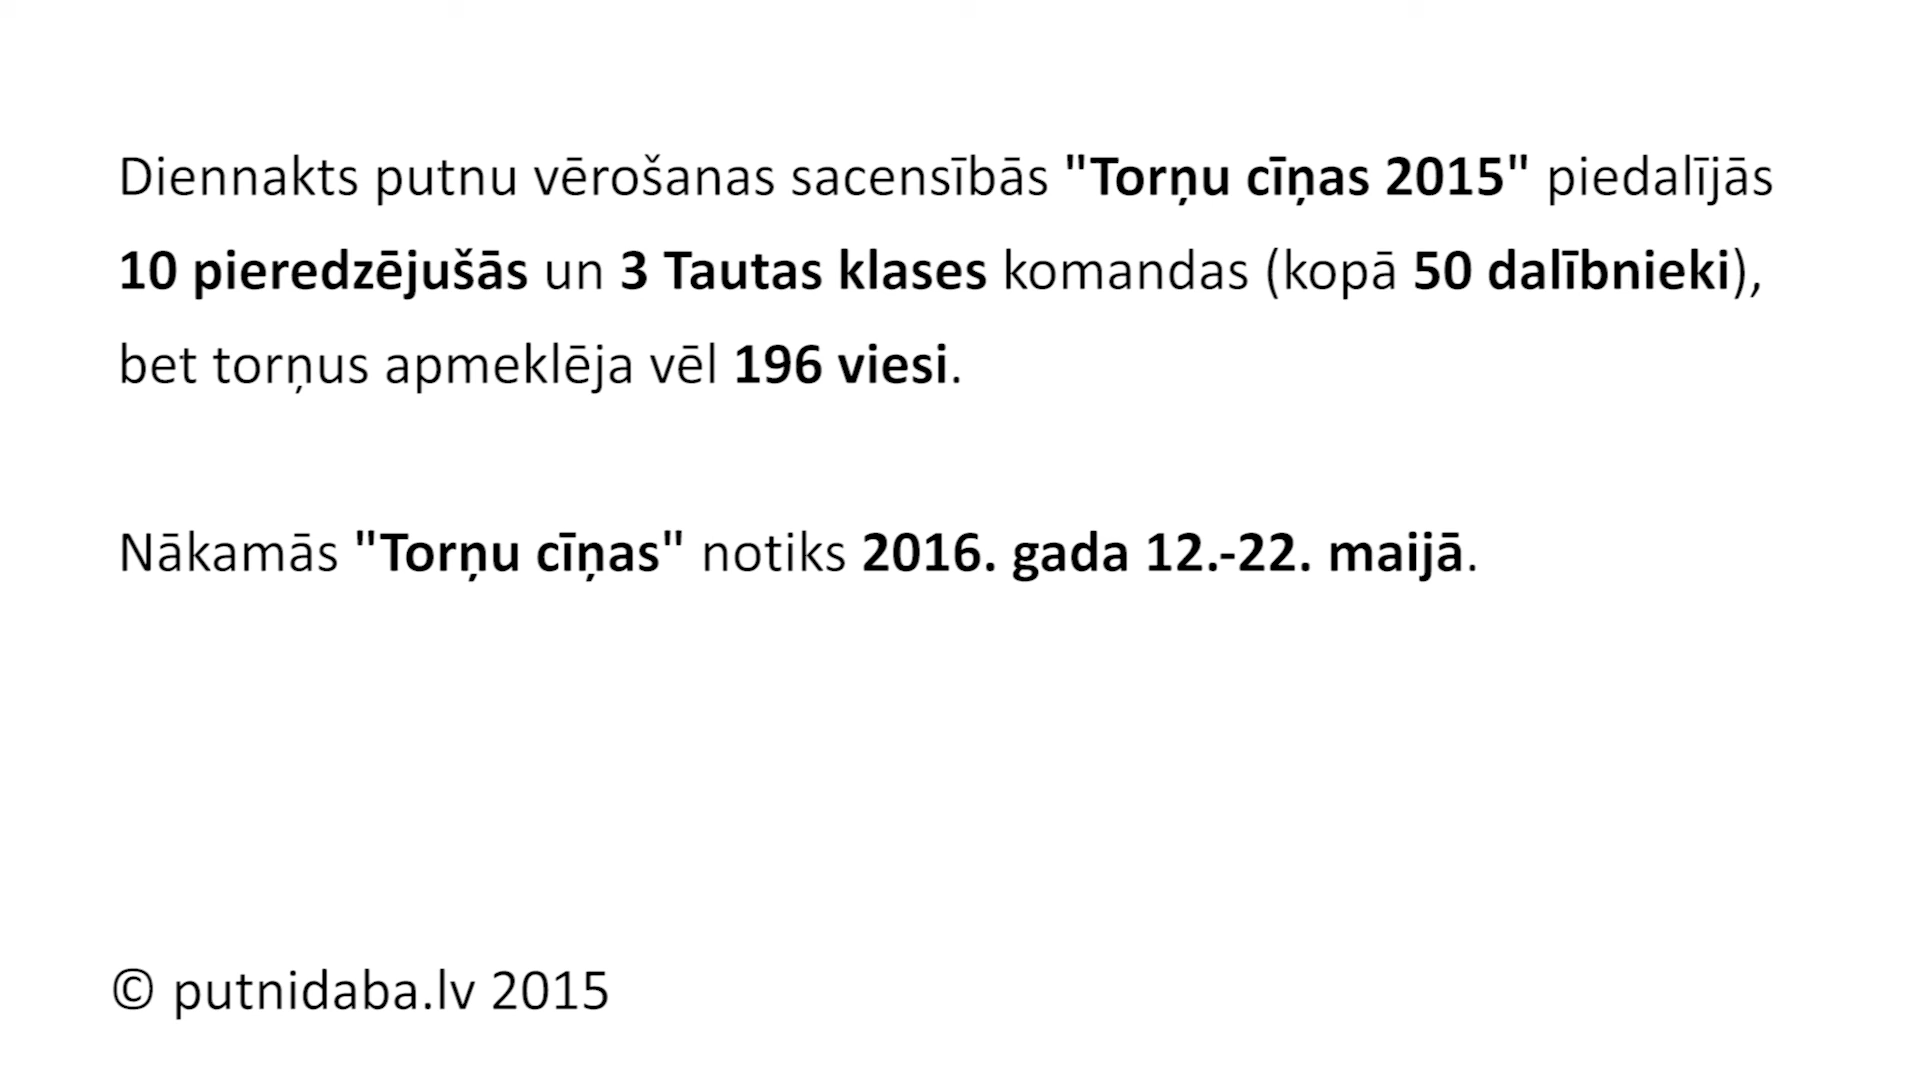 Diennakts putnu vērošanas sacensībās "Torņu cīņas 2015" piedalījās
10 pieredzējušās un 3 Tautas klases komandas (kopā 50 dalībnieki),
bet torņus apmeklēja vēl 196 viesi.
Nākamās "Torņu cīņas" notiks 2016. gada 12.-22. maijā.
© putnidaba.lv 2015